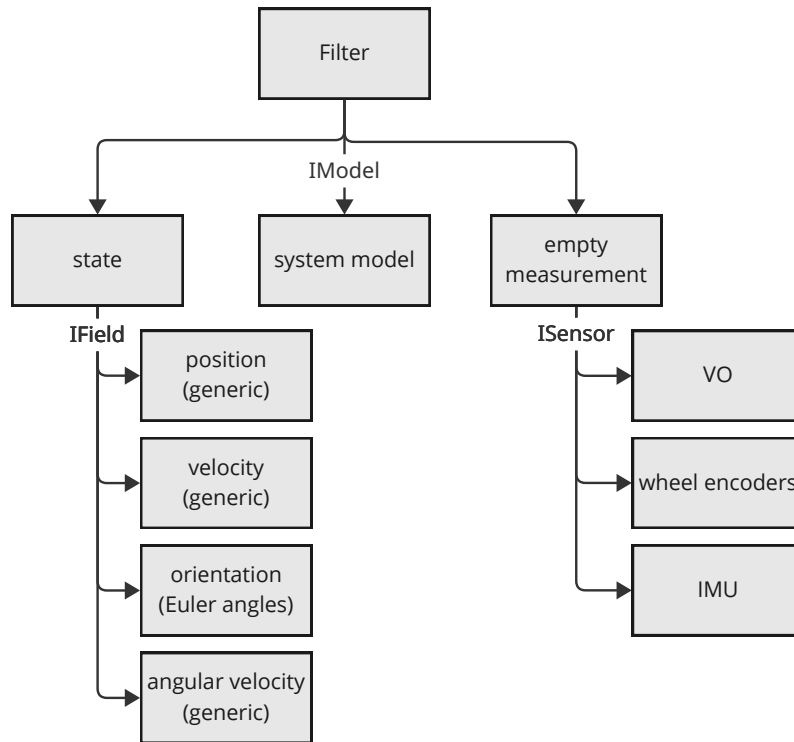 Filter
IModel
state
system model
empty
measurement
IField
ISensor
position
(generic)
VO
velocity
(generic)
wheel encoders
orientation
(Euler angles)
IMU
angular velocity
(generic)